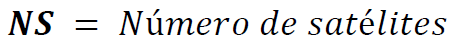 NS = Número de satélites